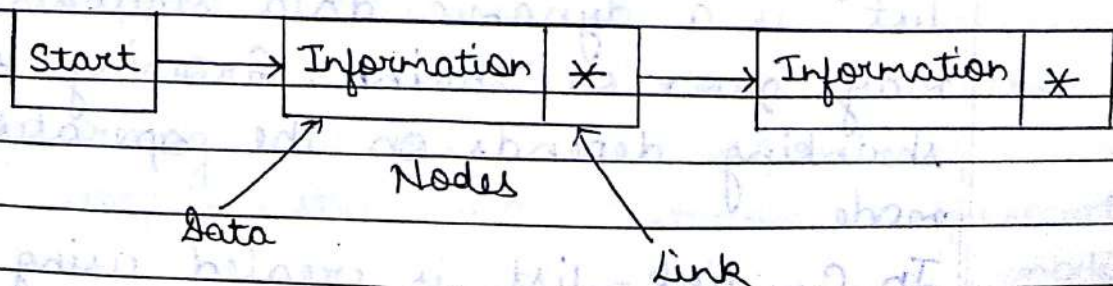 Start Information * Information *
Nodes
Data
Link